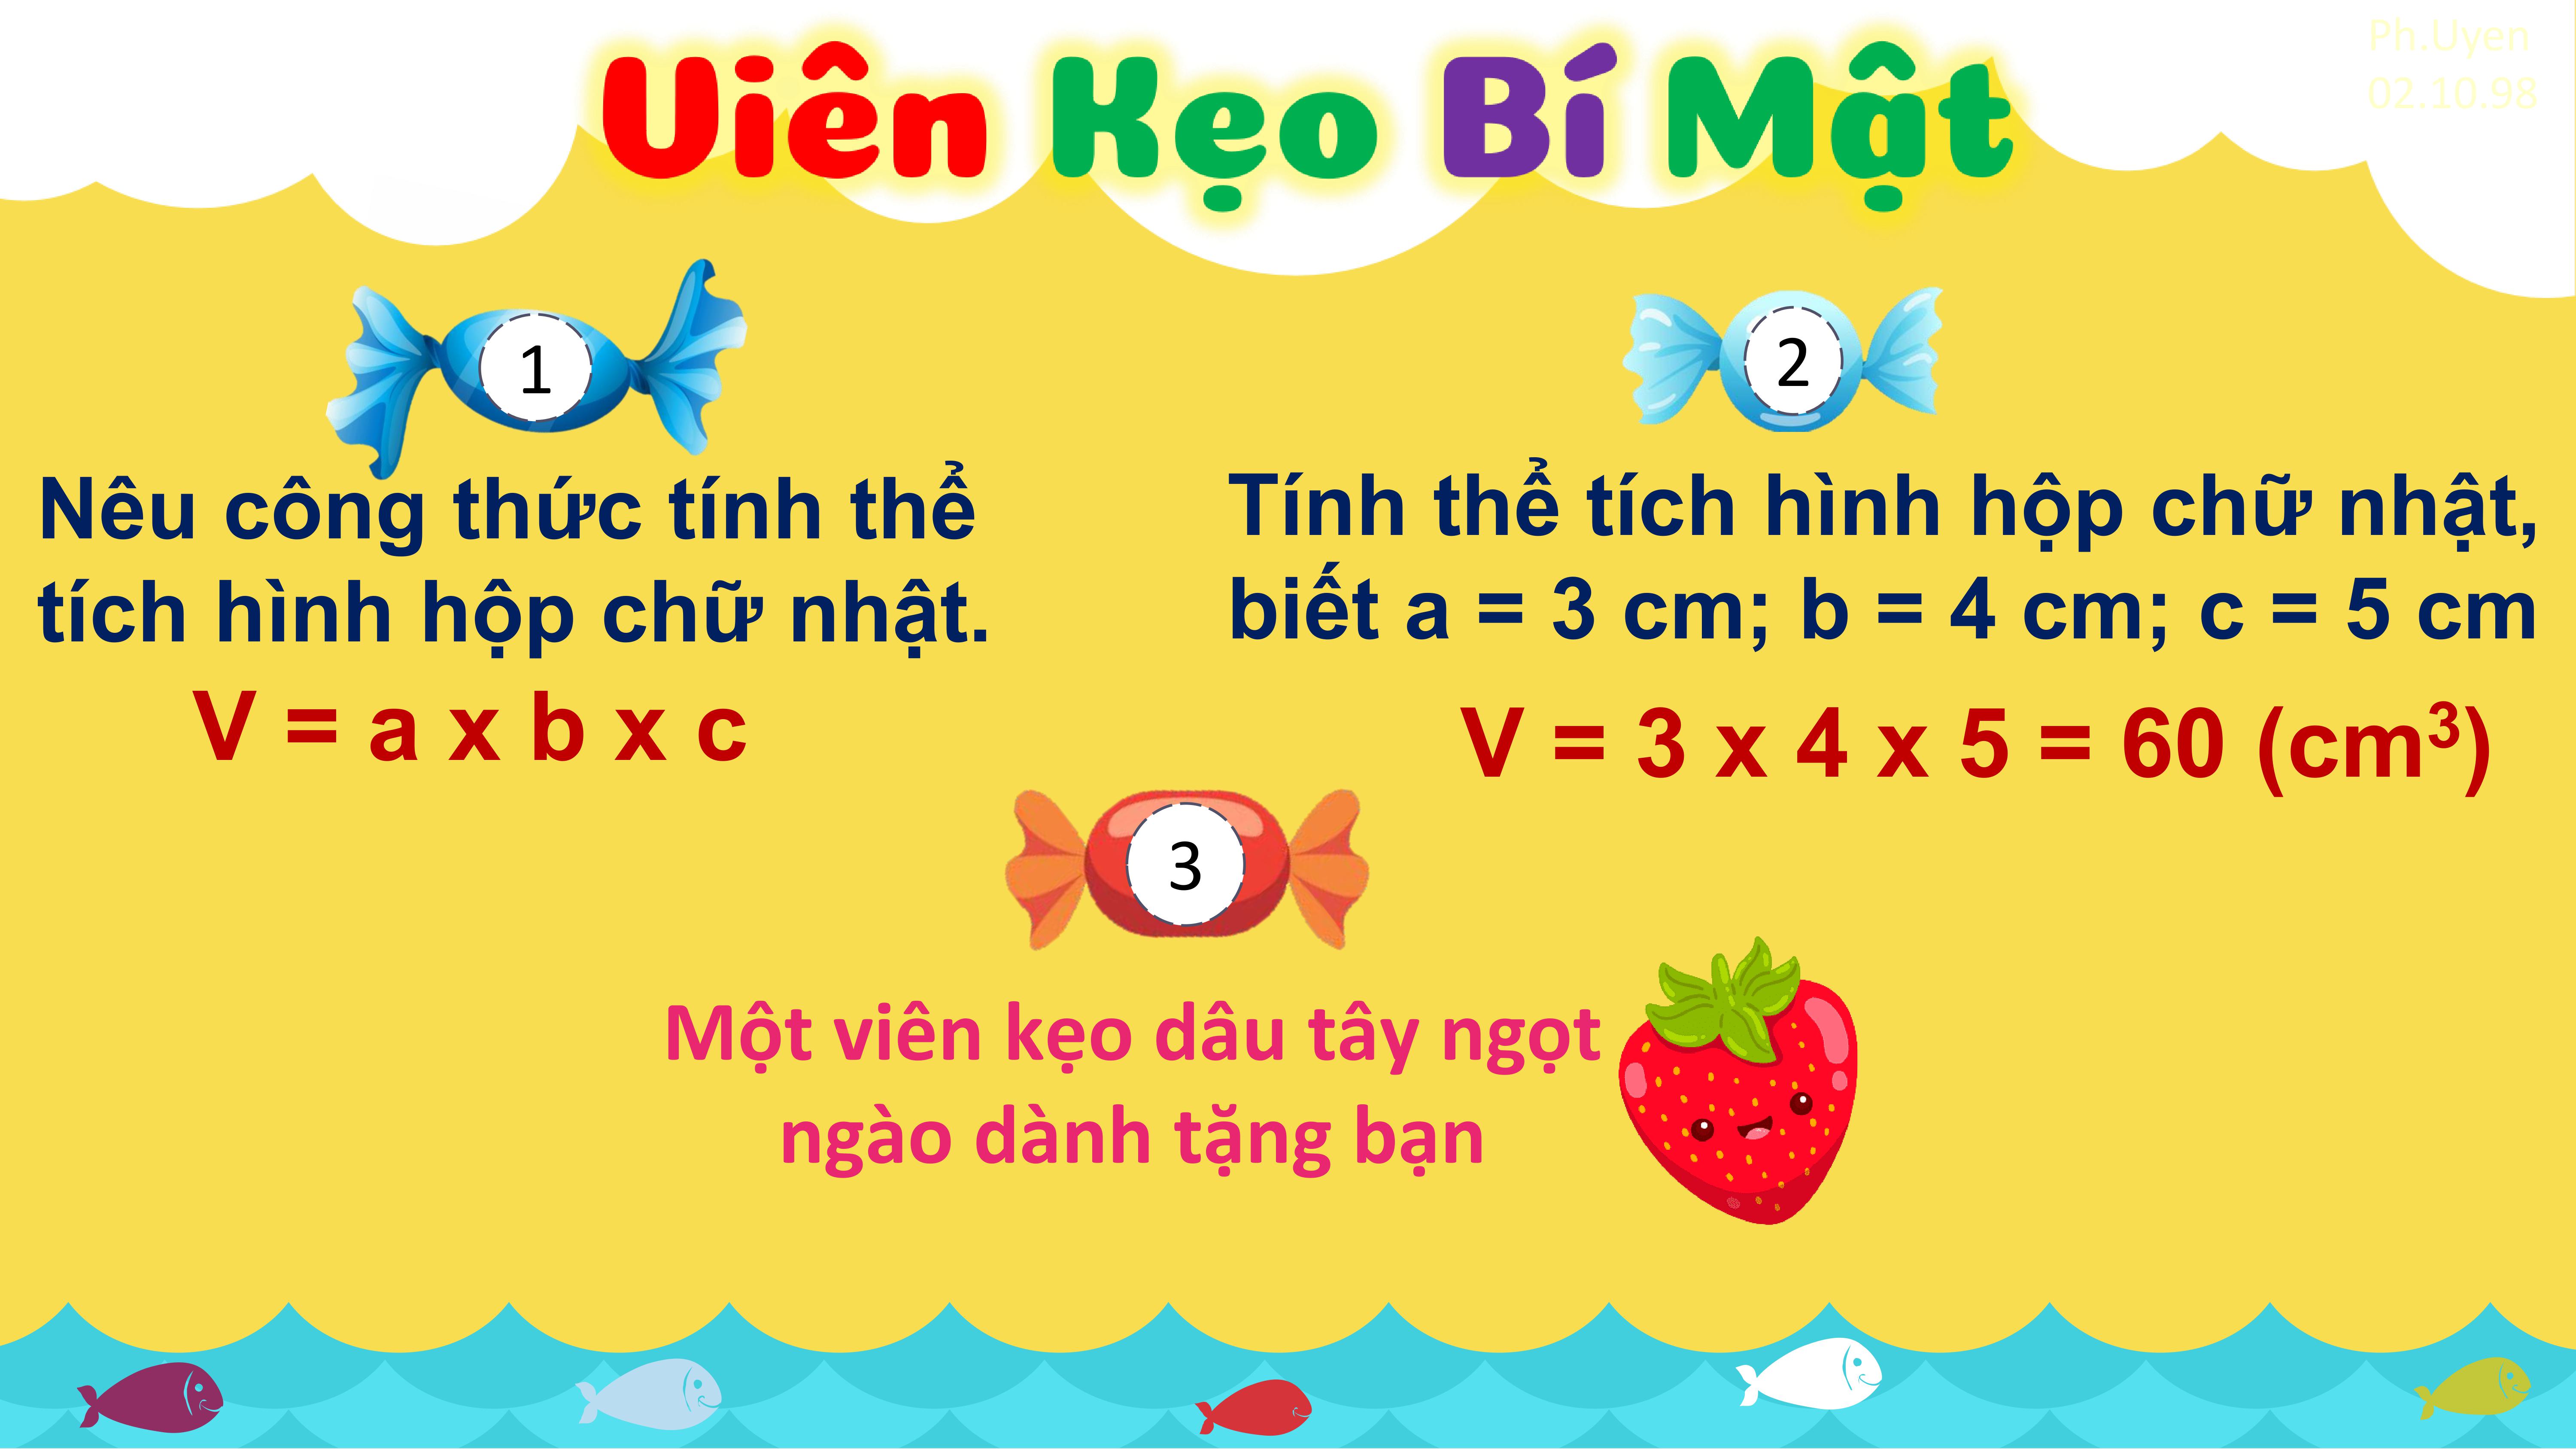 Viên Kẹo Bí Mật
Ph.Uyen
02.10.98
1
Nêu công thức tính thể
tích hình hộp chữ nhật.
V = a x b x c
2
Tính thể tích hình hộp chữ nhật,
biết a = 3 cm; b = 4 cm; c = 5 cm
V = 3 x 4 x 5 = 60 (cm³)
3
Một viên kẹo dâu tây ngọt
ngào dành tặng bạn